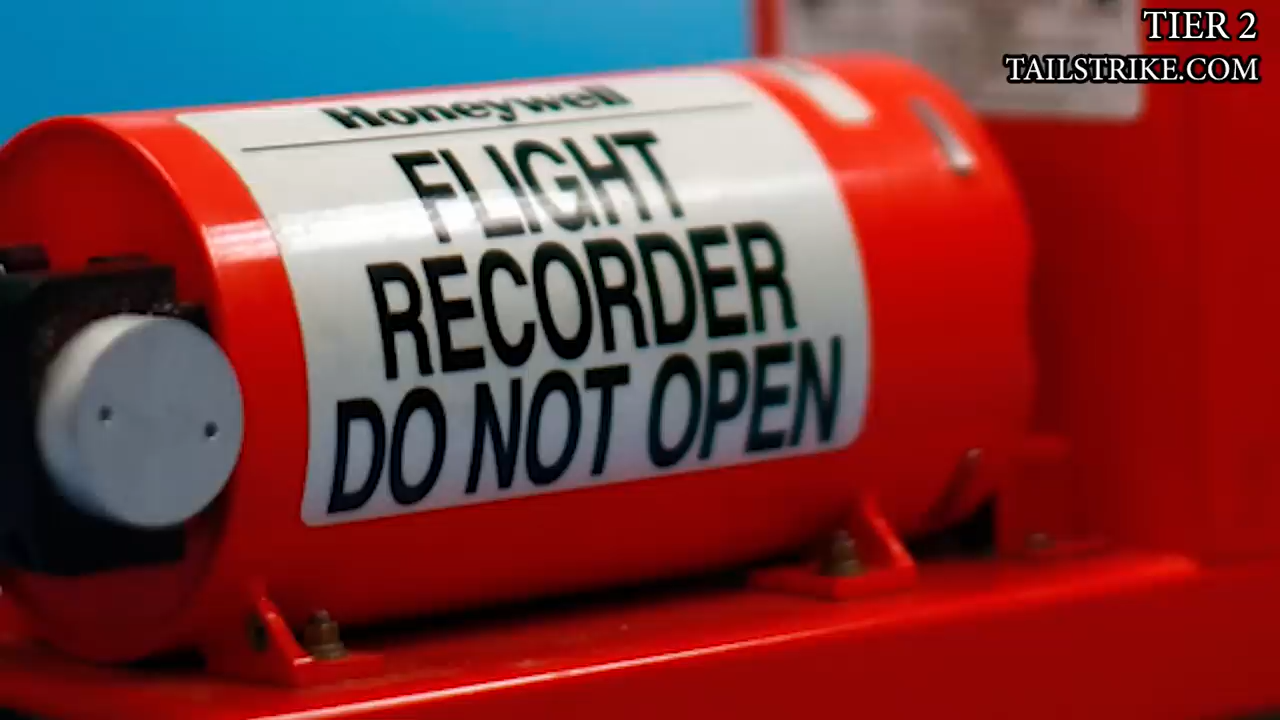 TIER 2
TAILSTRIKE.COM
Honeywell
FLIGHT
RECORDER
DO NOT OPEN